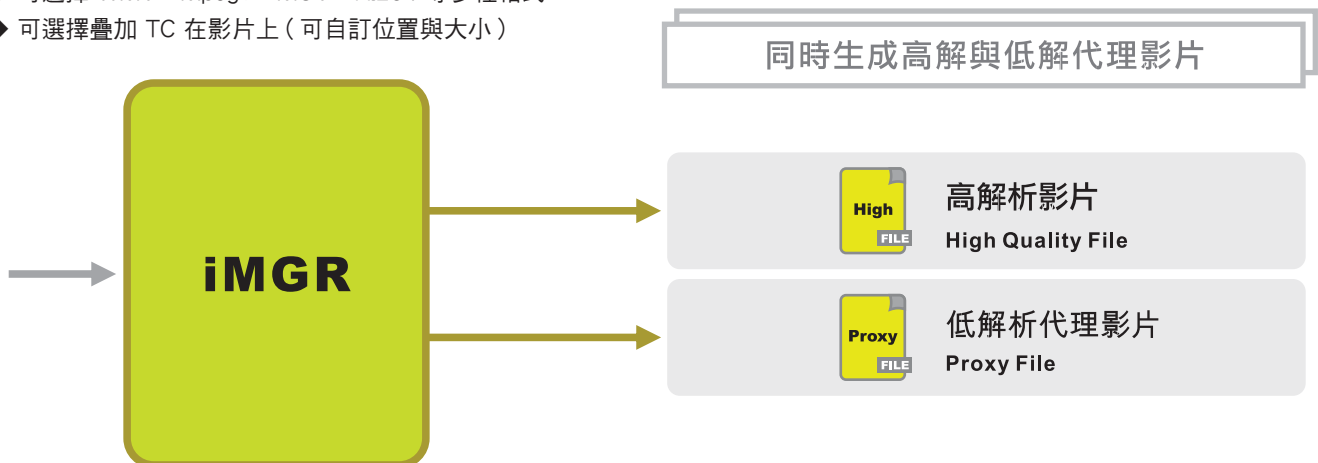 ◆ 可選擇疊加 TC 在影片上 ( 可自訂位置與大小 )
同時生成高解與低解代理影片
iMGR
High
FILE
高解析影片
High Quality File
Proxy
FILE
低解析代理影片
Proxy File